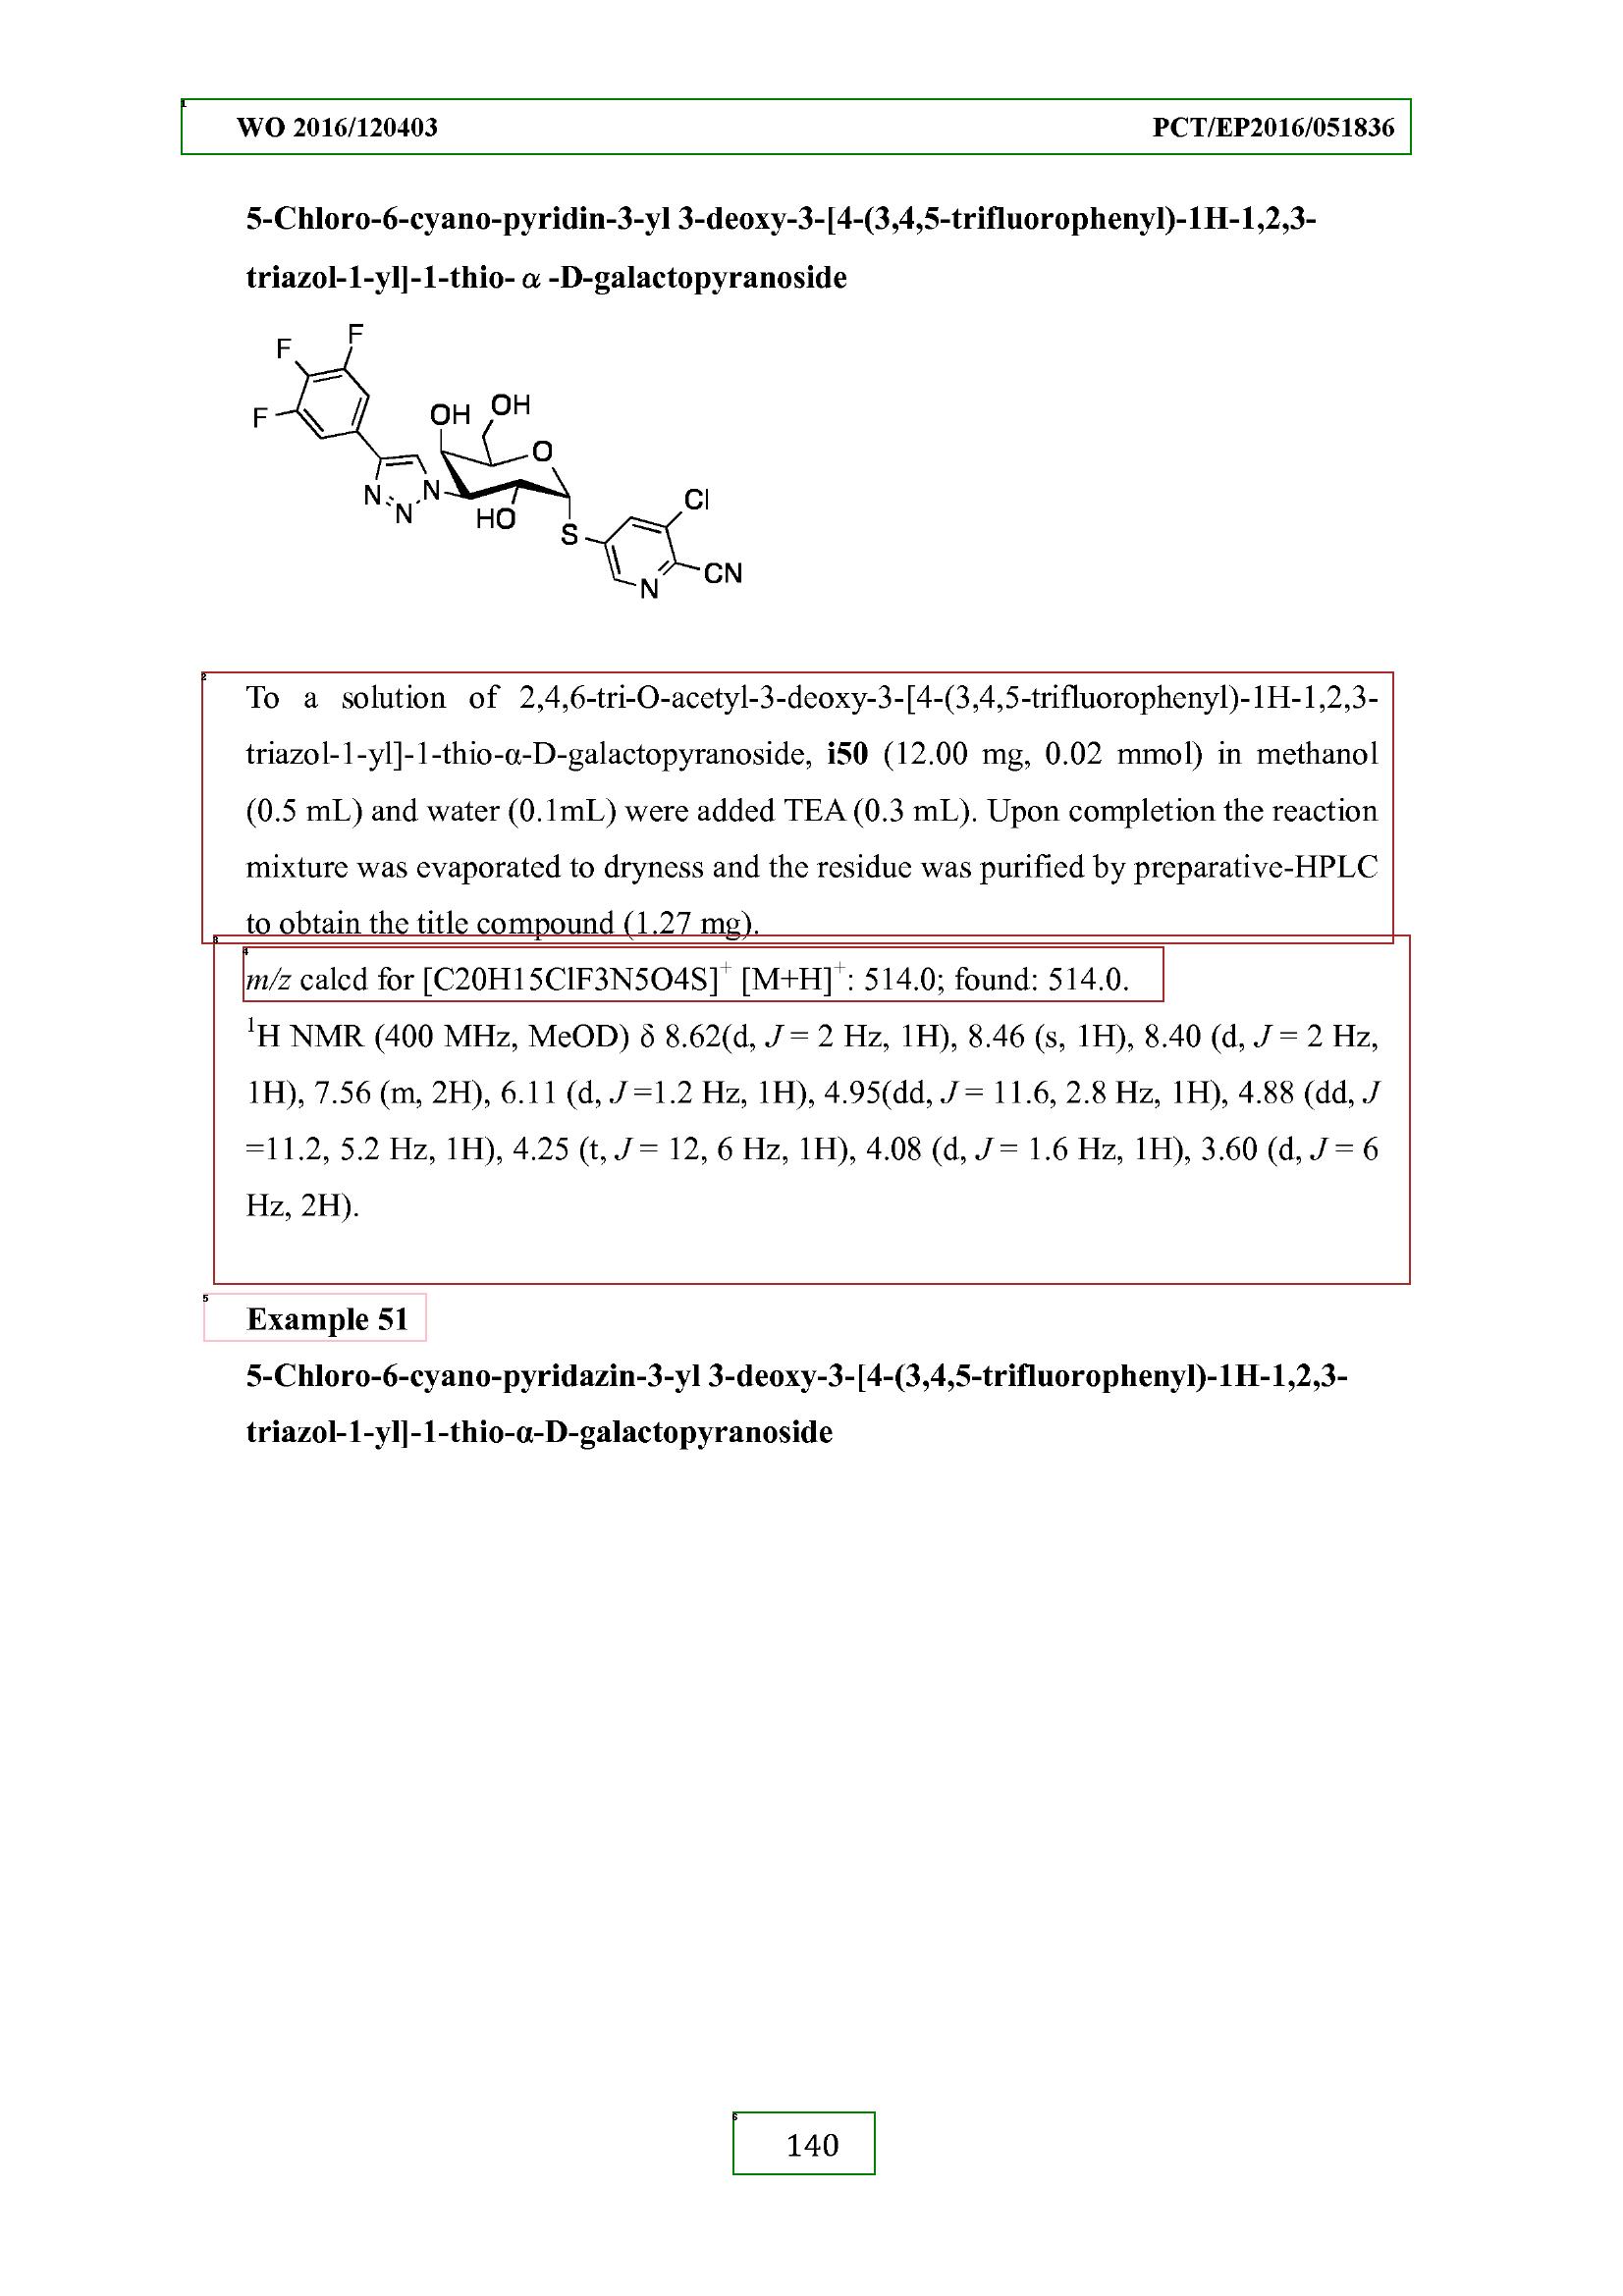 WO 2016/120403 PCT/EP2016/051836
5-Chloro-6-cyano-pyridin-3-yl 3-deoxy-3-[4-(3,4,5-trifluorophenyl)-1H-1,2,3-
triazol-1-yl]-1-thio- α -D-galactopyranoside
F
F
F
OH
OH
O
N
N
N
HO
S
Cl
CN
N
2
To a solution of 2,4,6-tri-O-acetyl-3-deoxy-3-[4-(3,4,5-trifluorophenyl)-1H-1,2,3-
triazol-1-yl]-1-thio-α-D-galactopyranoside, i50 (12.00 mg, 0.02 mmol) in methanol
(0.5 mL) and water (0.1mL) were added TEA (0.3 mL). Upon completion the reaction
mixture was evaporated to dryness and the residue was purified by preparative-HPLC
to obtain the title compound (1.27 mg).
3
4
m/z calcd for [C20H15ClF3N5O4S]⁺ [M+H]⁺: 514.0; found: 514.0.
¹H NMR (400 MHz, MeOD) δ 8.62(d, J = 2 Hz, 1H), 8.46 (s, 1H), 8.40 (d, J = 2 Hz,
1H), 7.56 (m, 2H), 6.11 (d, J =1.2 Hz, 1H), 4.95(dd, J = 11.6, 2.8 Hz, 1H), 4.88 (dd, J
=11.2, 5.2 Hz, 1H), 4.25 (t, J = 12, 6 Hz, 1H), 4.08 (d, J = 1.6 Hz, 1H), 3.60 (d, J = 6
Hz, 2H).
5
Example 51
5-Chloro-6-cyano-pyridazin-3-yl 3-deoxy-3-[4-(3,4,5-trifluorophenyl)-1H-1,2,3-
triazol-1-yl]-1-thio-α-D-galactopyranoside
6
140